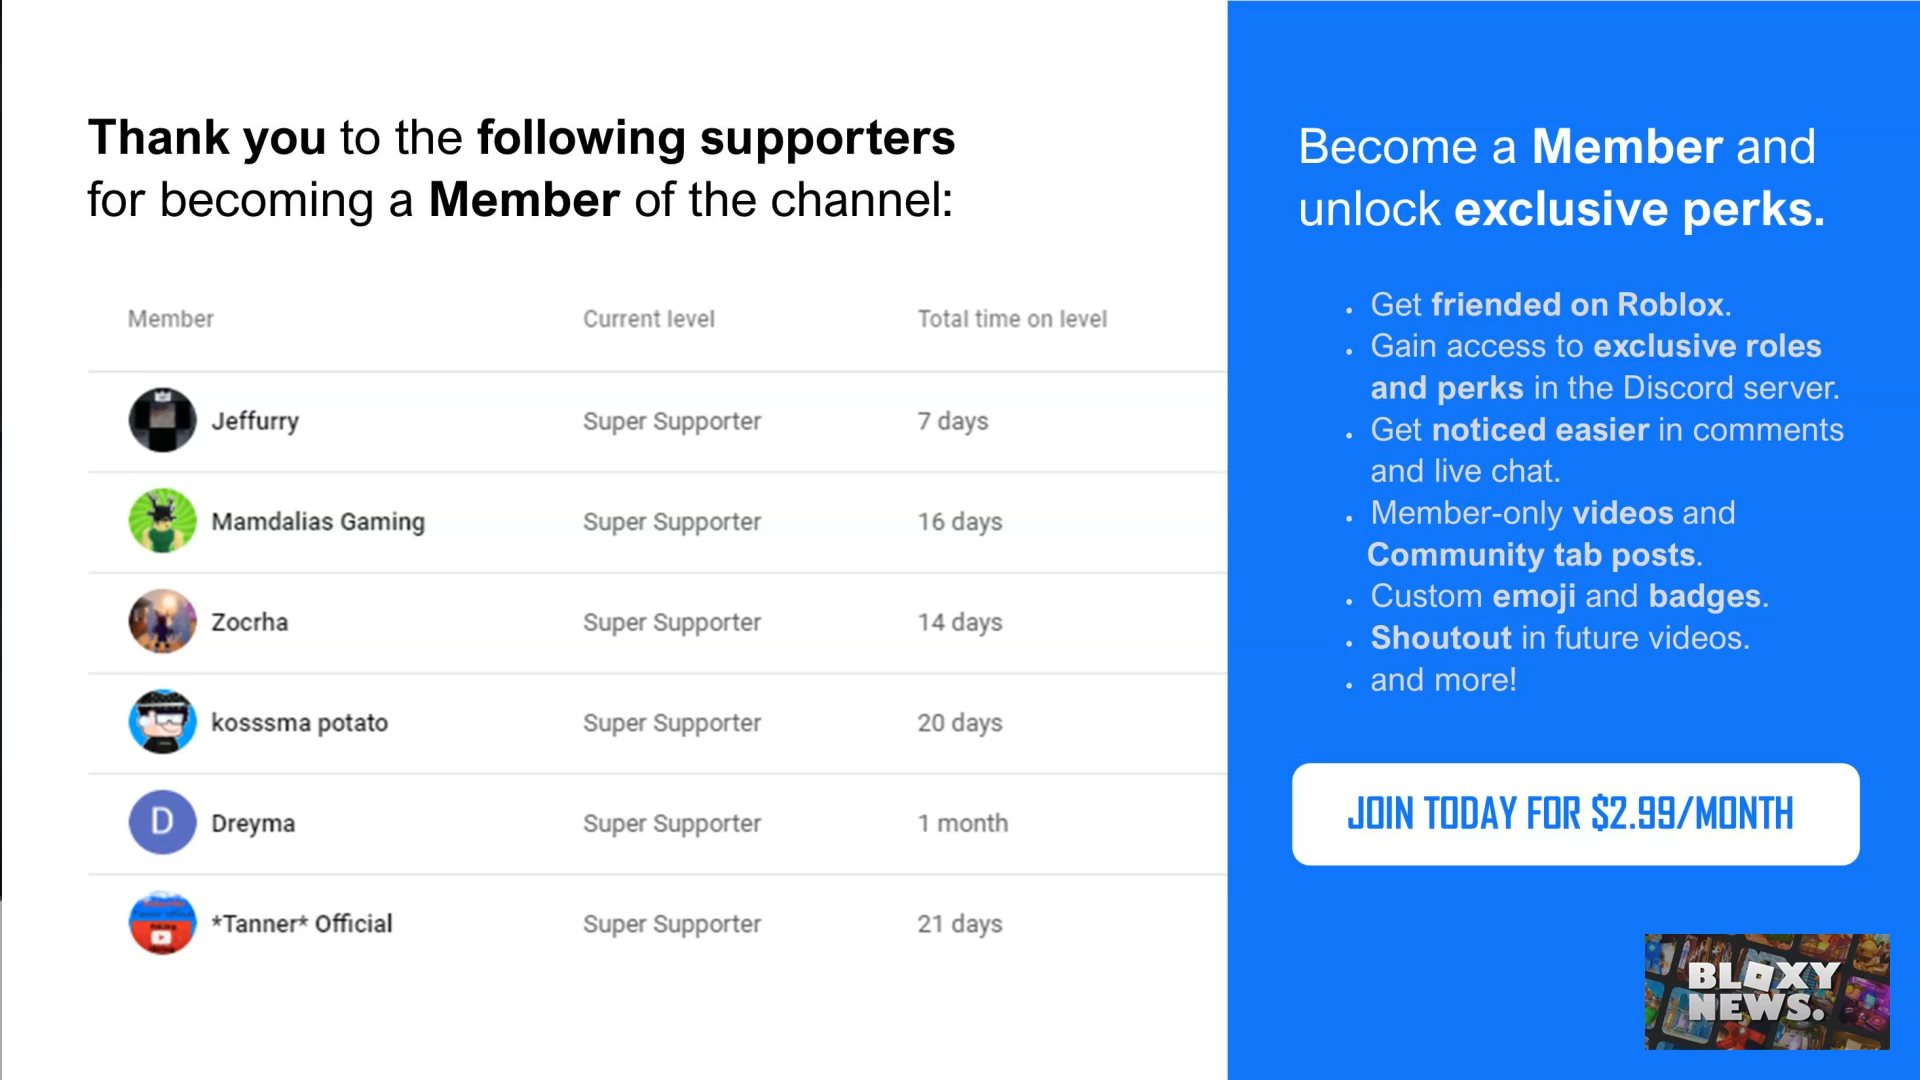 Thank you to the following supporters
for becoming a Member of the channel:
Member Current level Total time on level
Jeffurry Super Supporter 7 days
Mamdalias Gaming Super Supporter 16 days
Zocrha Super Supporter 14 days
kosssma potato Super Supporter 20 days
D Dreyma Super Supporter 1 month
*Tanner* Official Super Supporter 21 days
Become a Member and
unlock exclusive perks.
• Get friended on Roblox.
• Gain access to exclusive roles
and perks in the Discord server.
• Get noticed easier in comments
and live chat.
• Member-only videos and
Community tab posts.
• Custom emoji and badges.
• Shoutout in future videos.
• and more!
JOIN TODAY FOR $2.99/MONTH
BLOXY
NEWS.